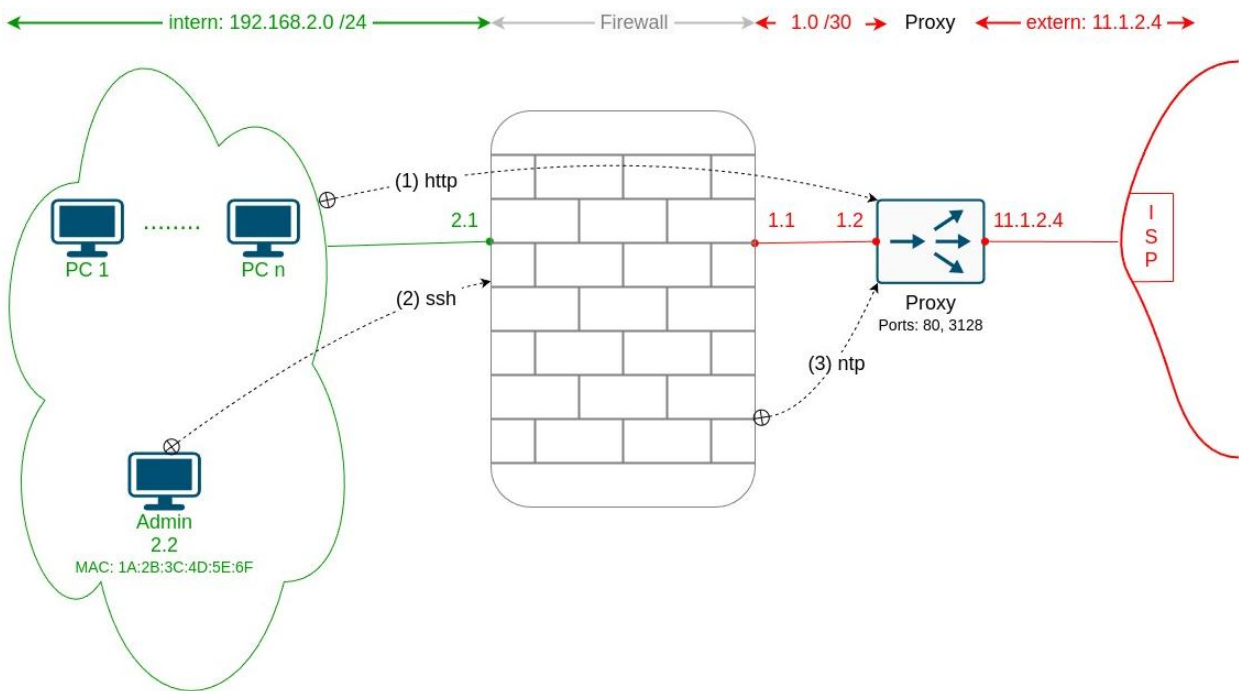 intern: 192.168.2.0 /24
Firewall
1.0 /30
Proxy
extern: 11.1.2.4
(1) http
2.1
1.1
1.2
11.1.2.4
I
S
P
PC 1
........
PC n
(2) ssh
Proxy
Ports: 80, 3128
(3) ntp
Admin
2.2
MAC: 1A:2B:3C:4D:5E:6F